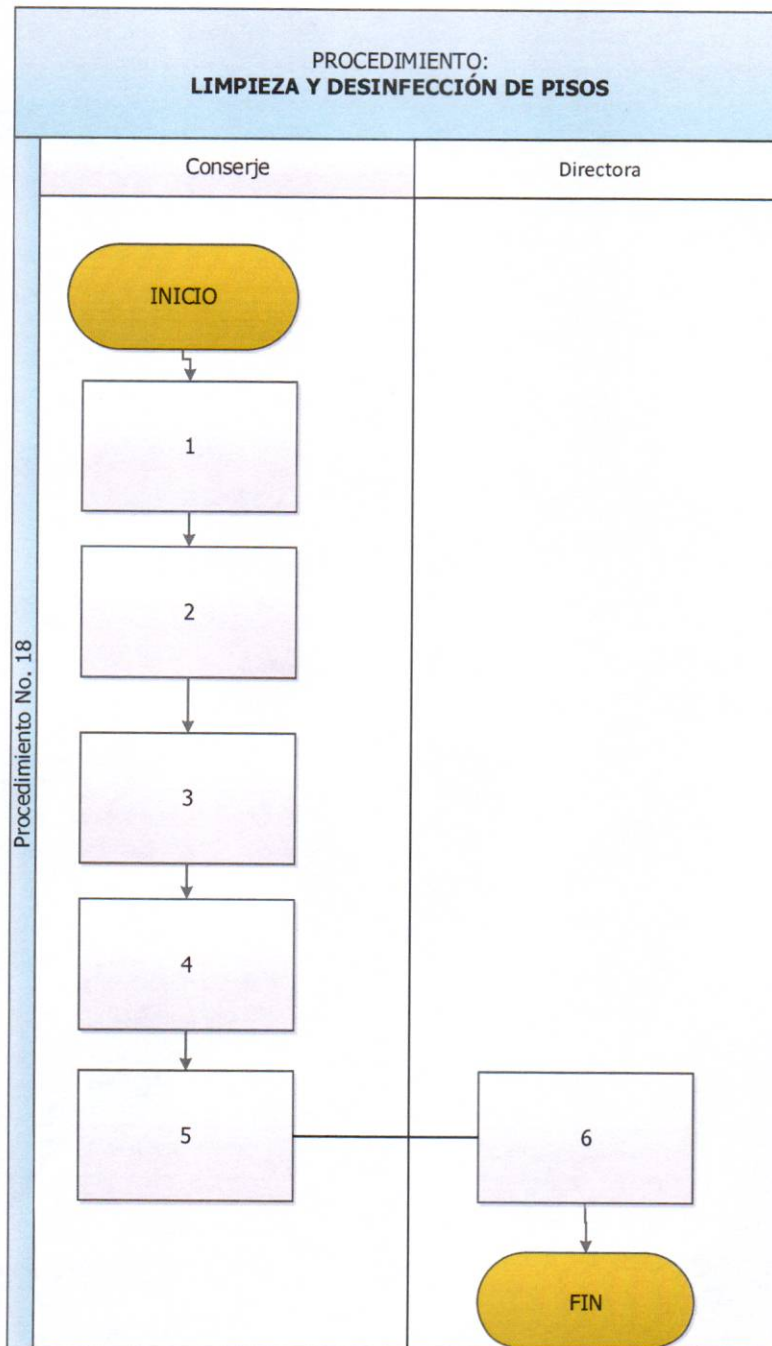 PROCEDIMIENTO:
LIMPIEZA Y DESINFECCIÓN DE PISOS
Procedimiento No. 18
Conserje
Directora
INICIO
1
2
3
4
5
6
FIN